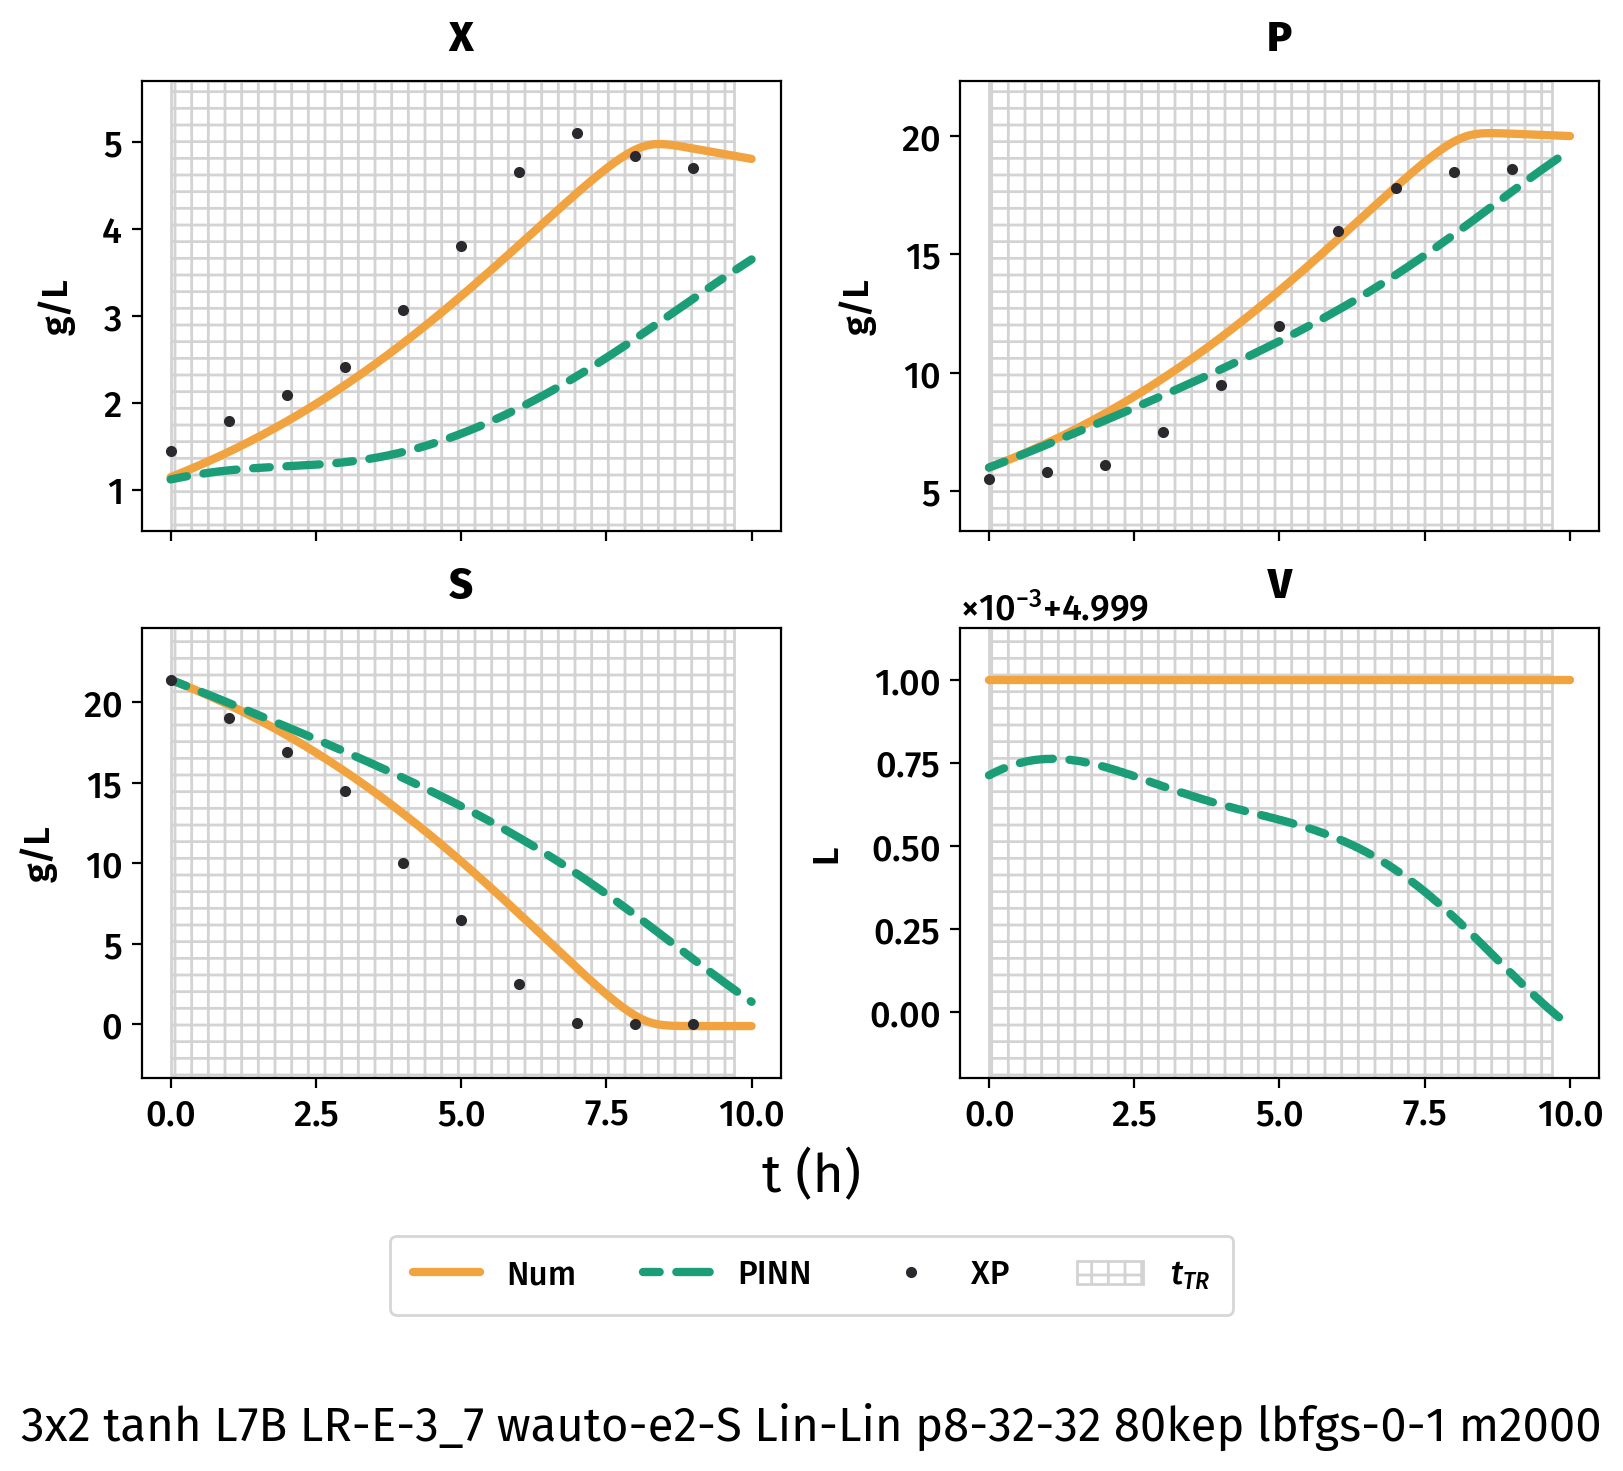 X
5
4
3
2
1
g/L
P
20
15
10
5
g/L
S
20
15
10
5
0
g/L
0.0 2.5 5.0 7.5 10.0
V
×10⁻³+4.999
1.00
0.75
0.50
0.25
0.00
L
0.0 2.5 5.0 7.5 10.0
t (h)
Num PINN XP tTR
3x2 tanh L7B LR-E-3_7 wauto-e2-S Lin-Lin p8-32-32 80kep lbfgs-0-1 m2000